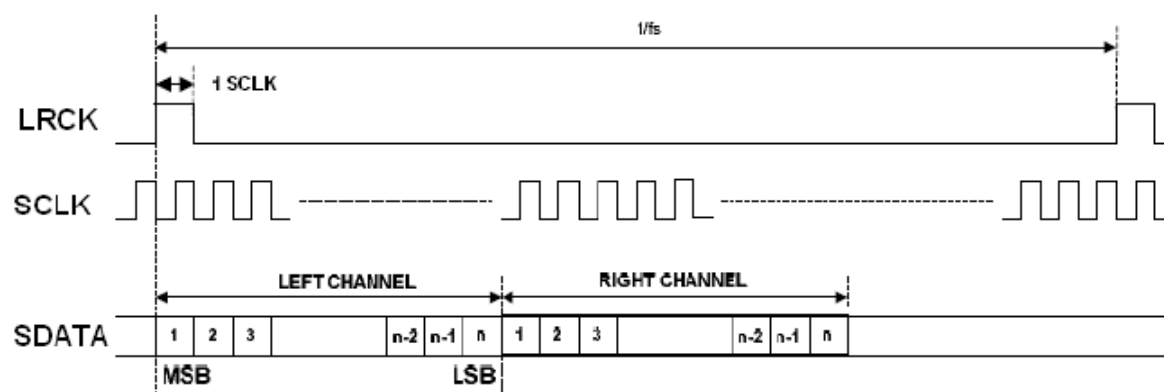 1/fs
1 SCLK
LRCK
SCLK
LEFT CHANNEL RIGHT CHANNEL
SDATA 1 2 3 n-2 n-1 n 1 2 3 n-2 n-1 n
MSB LSB